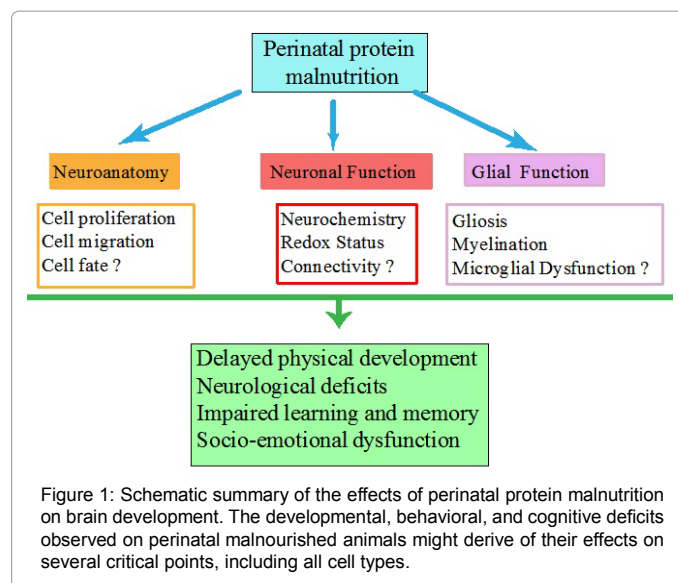 Perinatal protein
malnutrition
Neuroanatomy
Neuronal Function
Glial Function
Cell proliferation
Cell migration
Cell fate ?
Neurochemistry
Redox Status
Connectivity ?
Gliosis
Myelination
Microglial Dysfunction ?
Delayed physical development
Neurological deficits
Impaired learning and memory
Socio-emotional dysfunction
Figure 1: Schematic summary of the effects of perinatal protein malnutrition
on brain development. The developmental, behavioral, and cognitive deficits
observed on perinatal malnourished animals might derive of their effects on
several critical points, including all cell types.